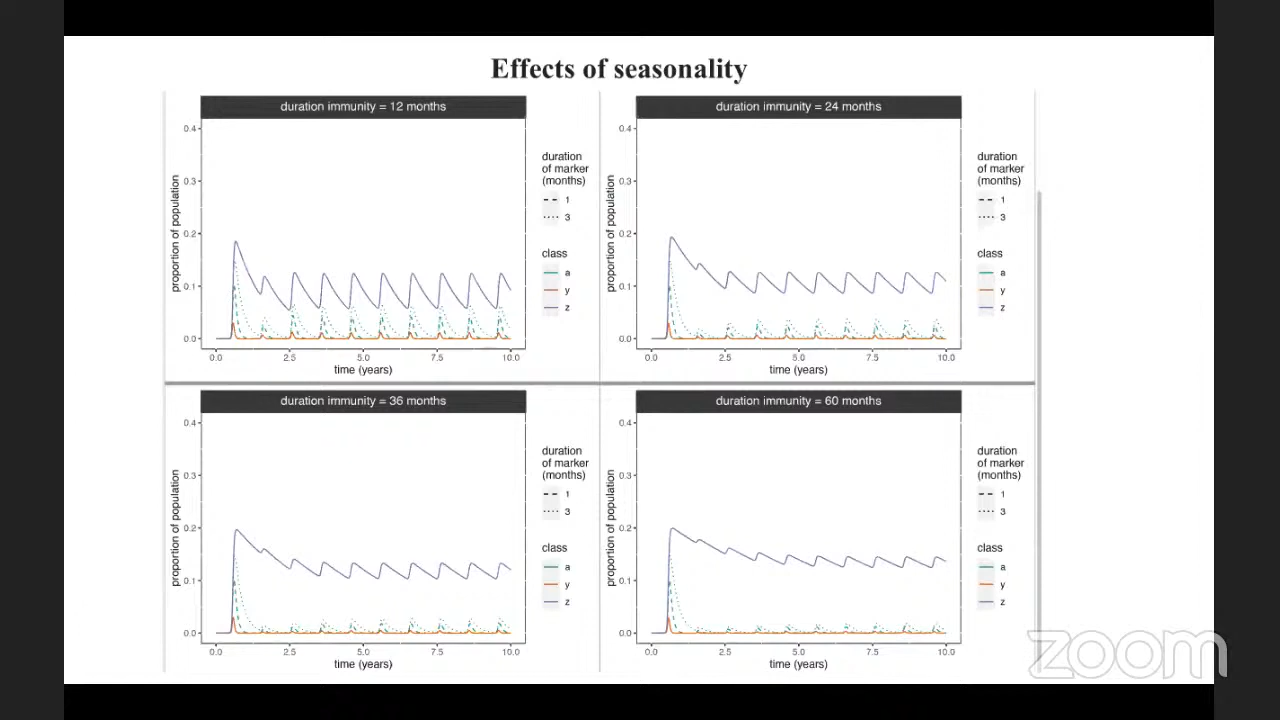 Effects of seasonality
duration immunity = 12 months
proportion of population
0.4
0.3
0.2
0.1
0.0
0.0 2.5 5.0 7.5 10.0
time (years)
duration
of marker
(months)
1
3
class
a
y
z
duration immunity = 24 months
proportion of population
0.4
0.3
0.2
0.1
0.0
0.0 2.5 5.0 7.5 10.0
time (years)
duration
of marker
(months)
1
3
class
a
y
z
duration immunity = 36 months
proportion of population
0.4
0.3
0.2
0.1
0.0
0.0 2.5 5.0 7.5 10.0
time (years)
duration
of marker
(months)
1
3
class
a
y
z
duration immunity = 60 months
proportion of population
0.4
0.3
0.2
0.1
0.0
0.0 2.5 5.0 7.5 10.0
time (years)
duration
of marker
(months)
1
3
class
a
y
z
zoom